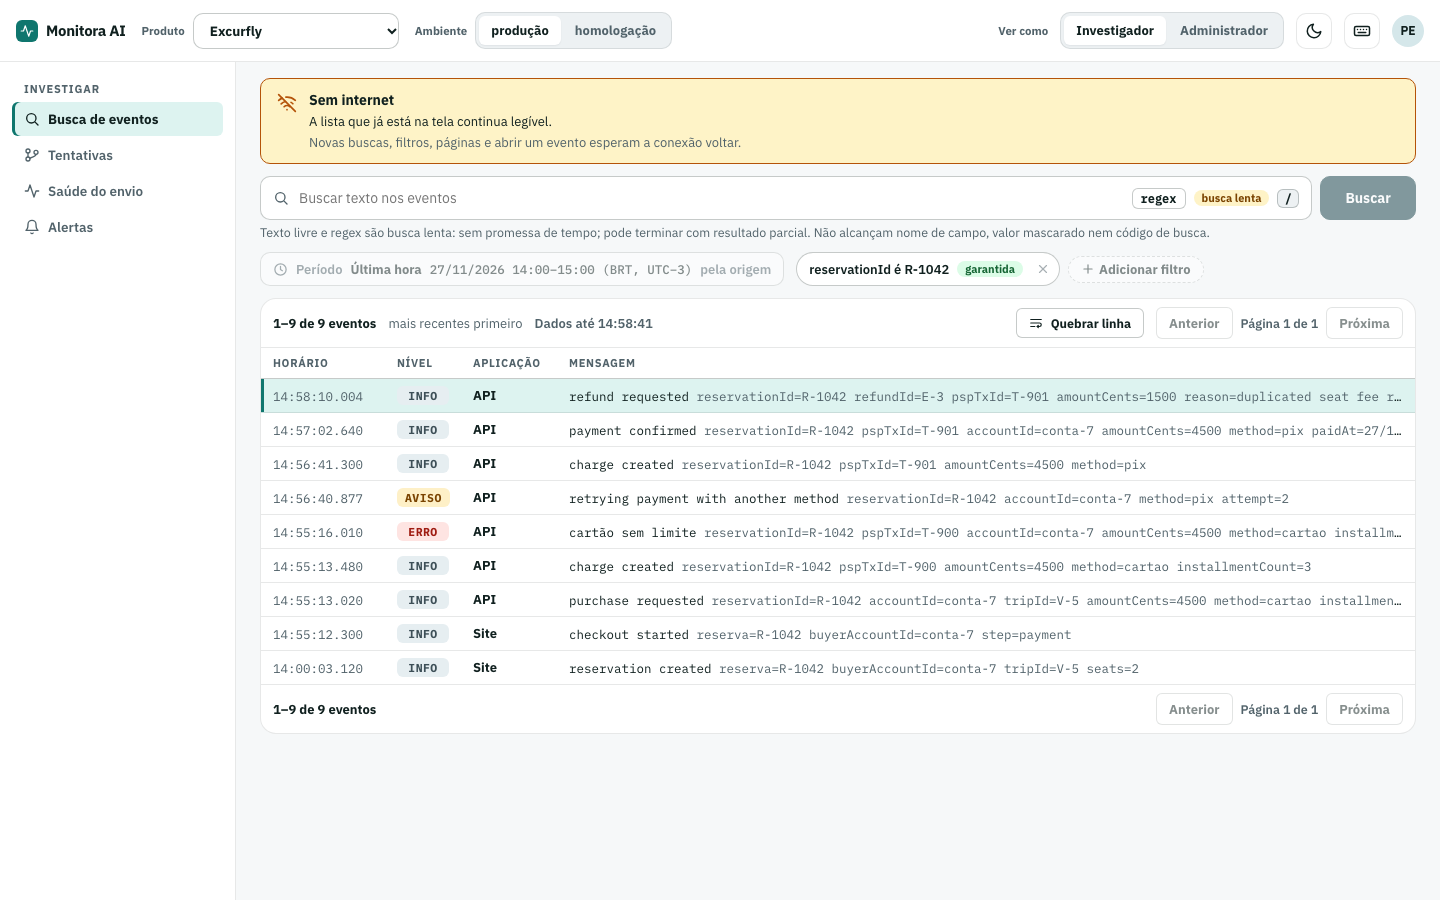 Monitora AI Produto Excurfly Ambiente produção homologação Ver como Investigador Administrador PE
INVESTIGAR
Busca de eventos
Tentativas
Saúde do envio
Alertas
Sem internet
A lista que já está na tela continua legível.
Novas buscas, filtros, páginas e abrir um evento esperam a conexão voltar.
Buscar texto nos eventos regex busca lenta / Buscar
Texto livre e regex são busca lenta: sem promessa de tempo; pode terminar com resultado parcial. Não alcançam nome de campo, valor mascarado nem código de busca.
Período Última hora 27/11/2026 14:00–15:00 (BRT, UTC−3) pela origem reservationId é R-1042 garantida × + Adicionar filtro
1–9 de 9 eventos mais recentes primeiro Dados até 14:58:41 Quebrar linha Anterior Página 1 de 1 Próxima
HORÁRIO NÍVEL APLICAÇÃO MENSAGEM
14:58:10.004 INFO API refund requested reservationId=R-1042 refundId=E-3 pspTxId=T-901 amountCents=1500 reason=duplicated seat fee r…
14:57:02.640 INFO API payment confirmed reservationId=R-1042 pspTxId=T-901 accountId=conta-7 amountCents=4500 method=pix paidAt=27/1…
14:56:41.300 INFO API charge created reservationId=R-1042 pspTxId=T-901 amountCents=4500 method=pix
14:56:40.877 AVISO API retrying payment with another method reservationId=R-1042 accountId=conta-7 method=pix attempt=2
14:55:16.010 ERRO API cartão sem limite reservationId=R-1042 pspTxId=T-900 accountId=conta-7 amountCents=4500 method=cartao installm…
14:55:13.480 INFO API charge created reservationId=R-1042 pspTxId=T-900 amountCents=4500 method=cartao installmentCount=3
14:55:13.020 INFO API purchase requested reservationId=R-1042 accountId=conta-7 tripId=V-5 amountCents=4500 method=cartao installmen…
14:55:12.300 INFO Site checkout started reserva=R-1042 buyerAccountId=conta-7 step=payment
14:00:03.120 INFO Site reservation created reserva=R-1042 buyerAccountId=conta-7 tripId=V-5 seats=2
1–9 de 9 eventos Anterior Página 1 de 1 Próxima